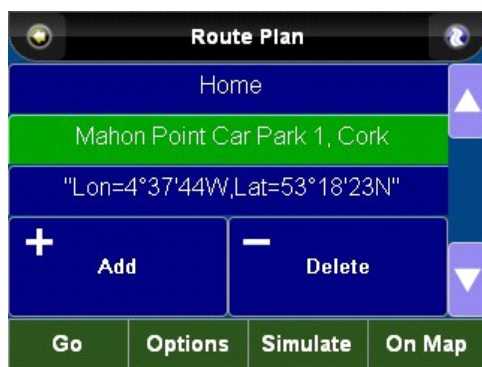 Route Plan
Home
Mahon Point Car Park 1, Cork
"Lon=4°37'44W,Lat=53°18'23N"
+ Add - Delete
Go Options Simulate On Map